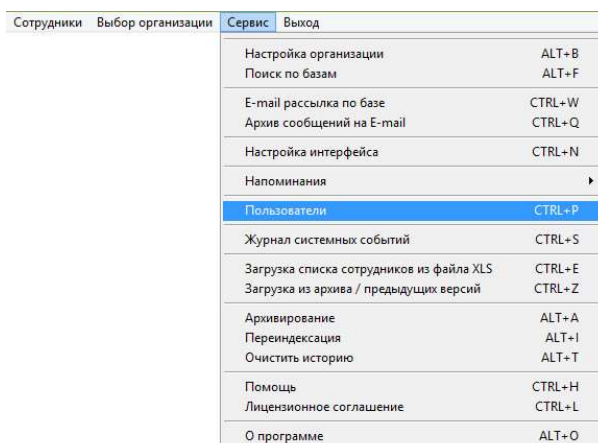 Сотрудники Выбор организации Сервис Выход
Настройка организации ALT+B
Поиск по базам ALT+F
E-mail рассылка по базе CTRL+W
Архив сообщений на E-mail CTRL+Q
Настройка интерфейса CTRL+N
Напоминания
Пользователи CTRL+P
Журнал системных событий CTRL+S
Загрузка списка сотрудников из файла XLS CTRL+E
Загрузка из архива / предыдущих версий CTRL+Z
Архивирование ALT+A
Переиндексация ALT+I
Очистить историю ALT+T
Помощь CTRL+H
Лицензионное соглашение CTRL+L
О программе ALT+O